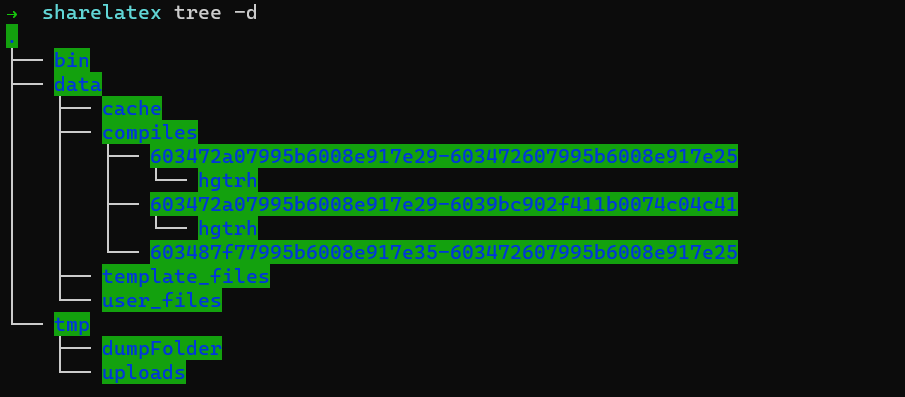 → sharelatex tree -d
.
├── bin
├── data
│   ├── cache
│   ├── compiles
│   │   ├── 603472a07995b6008e917e29-603472607995b6008e917e25
│   │   │   └── hgtrh
│   │   ├── 603472a07995b6008e917e29-6039bc902f411b0074c04c41
│   │   │   └── hgtrh
│   │   └── 603487f77995b6008e917e35-603472607995b6008e917e25
│   ├── template_files
│   └── user_files
└── tmp
    ├── dumpFolder
    └── uploads